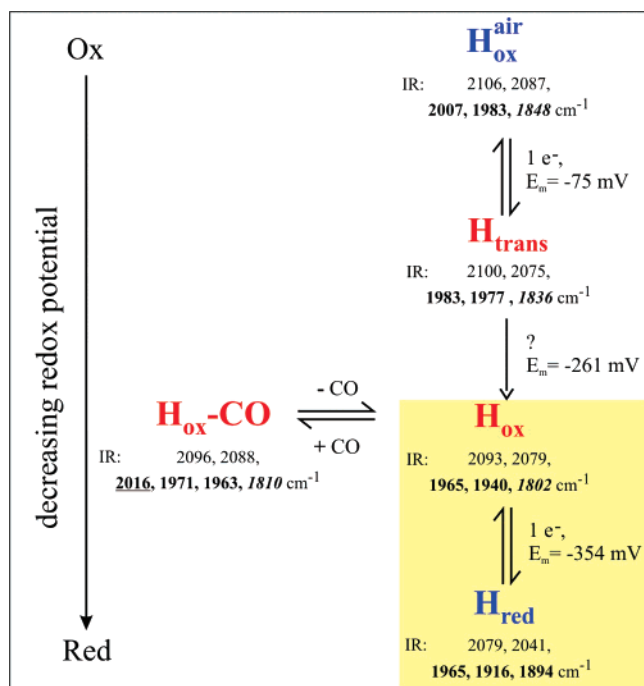 Ox
decreasing redox potential
Red
H_ox^air
IR: 2106, 2087,
2007, 1983, 1848 cm⁻¹
1 e⁻,
E_m= -75 mV
H_trans
IR: 2100, 2075,
1983, 1977 , 1836 cm⁻¹
?
E_m= -261 mV
H_ox-CO
IR: 2096, 2088,
2016, 1971, 1963, 1810 cm⁻¹
- CO
+ CO
H_ox
IR: 2093, 2079,
1965, 1940, 1802 cm⁻¹
1 e⁻,
E_m= -354 mV
H_red
IR: 2079, 2041,
1965, 1916, 1894 cm⁻¹